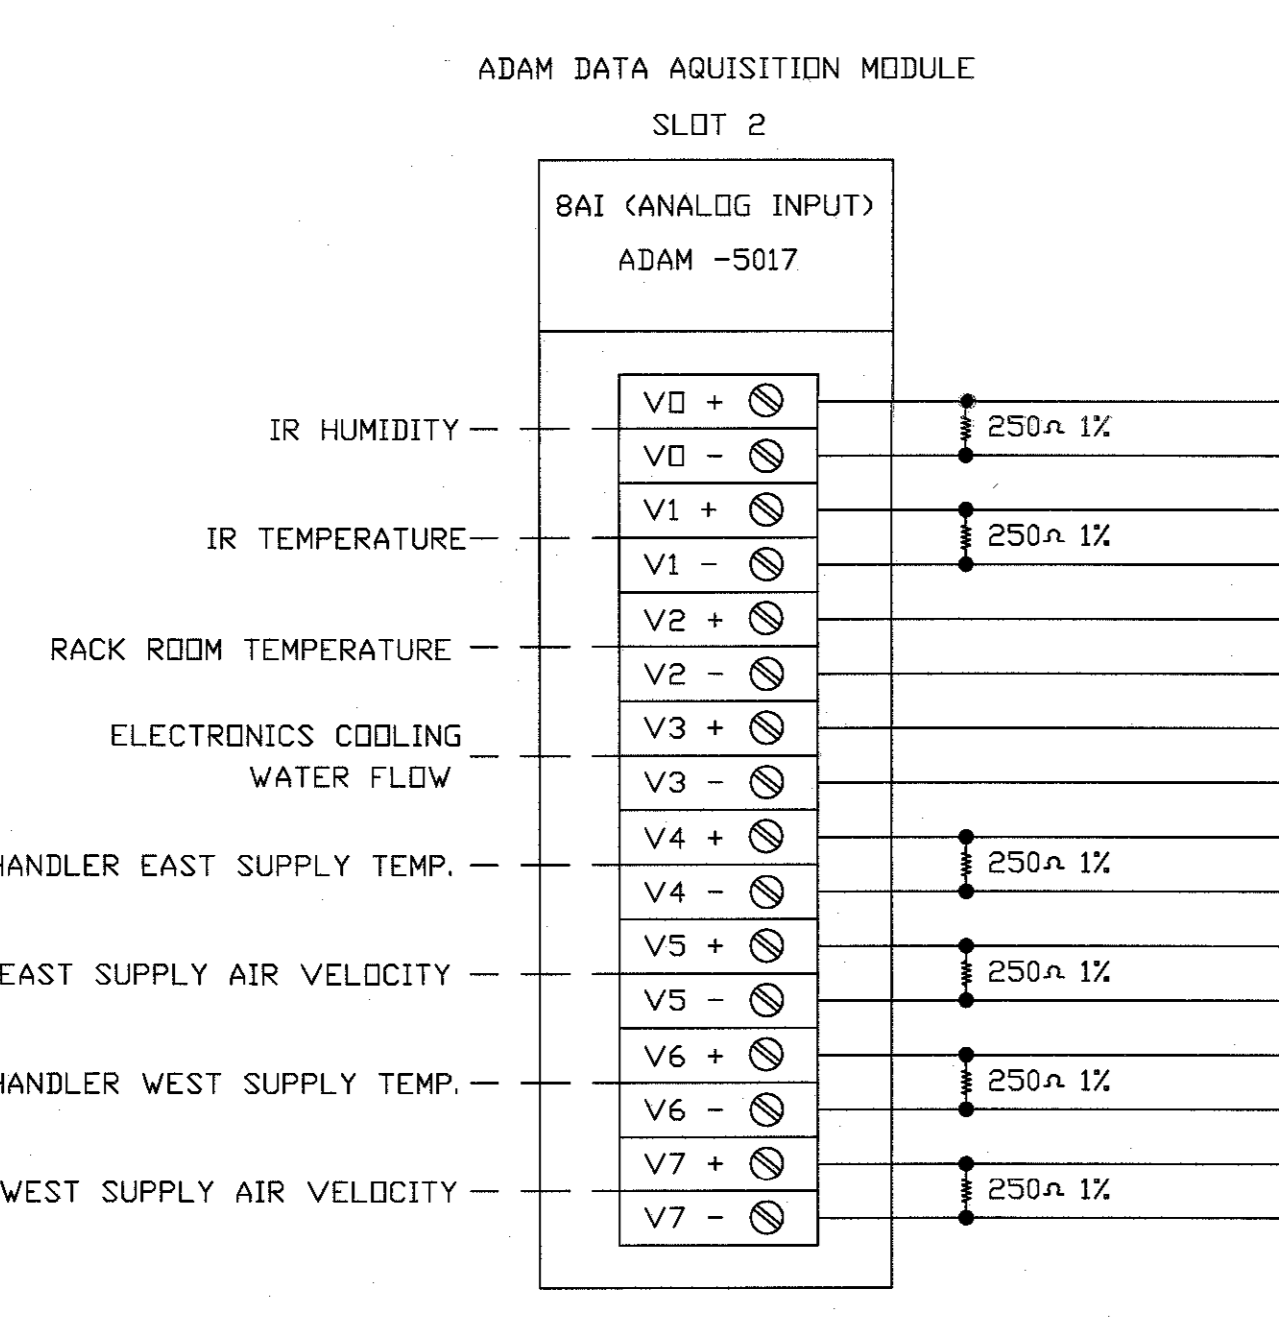 ADAM DATA AQUISITION MODULE
SLOT 2
8AI (ANALOG INPUT)
ADAM -5017
V0 +
IR HUMIDITY
250Ω 1%
V0 -
V1 +
IR TEMPERATURE
250Ω 1%
V1 -
V2 +
RACK ROOM TEMPERATURE
V2 -
V3 +
ELECTRONICS COOLING
WATER FLOW
V3 -
V4 +
HANDLER EAST SUPPLY TEMP.
250Ω 1%
V4 -
V5 +
EAST SUPPLY AIR VELOCITY
250Ω 1%
V5 -
V6 +
HANDLER WEST SUPPLY TEMP.
250Ω 1%
V6 -
V7 +
WEST SUPPLY AIR VELOCITY
250Ω 1%
V7 -